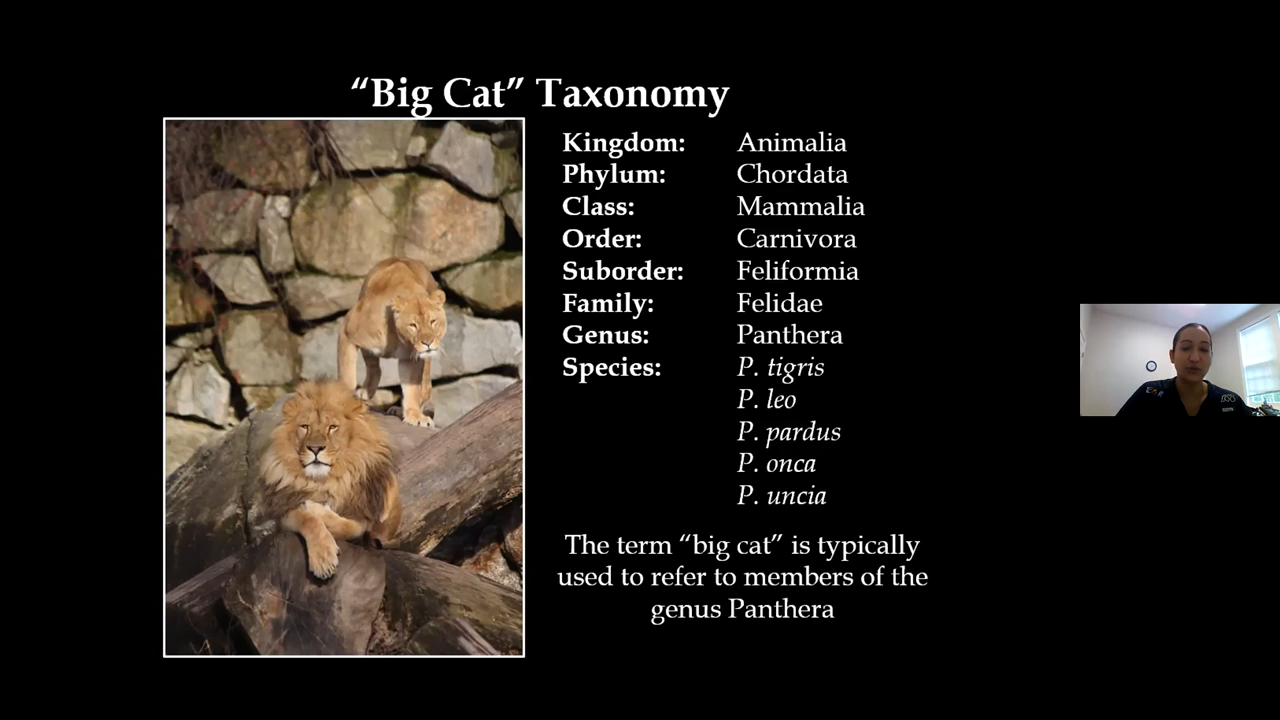 “Big Cat” Taxonomy
Kingdom: Animalia
Phylum: Chordata
Class: Mammalia
Order: Carnivora
Suborder: Feliformia
Family: Felidae
Genus: Panthera
Species: P. tigris
P. leo
P. pardus
P. onca
P. uncia
The term “big cat” is typically
used to refer to members of the
genus Panthera